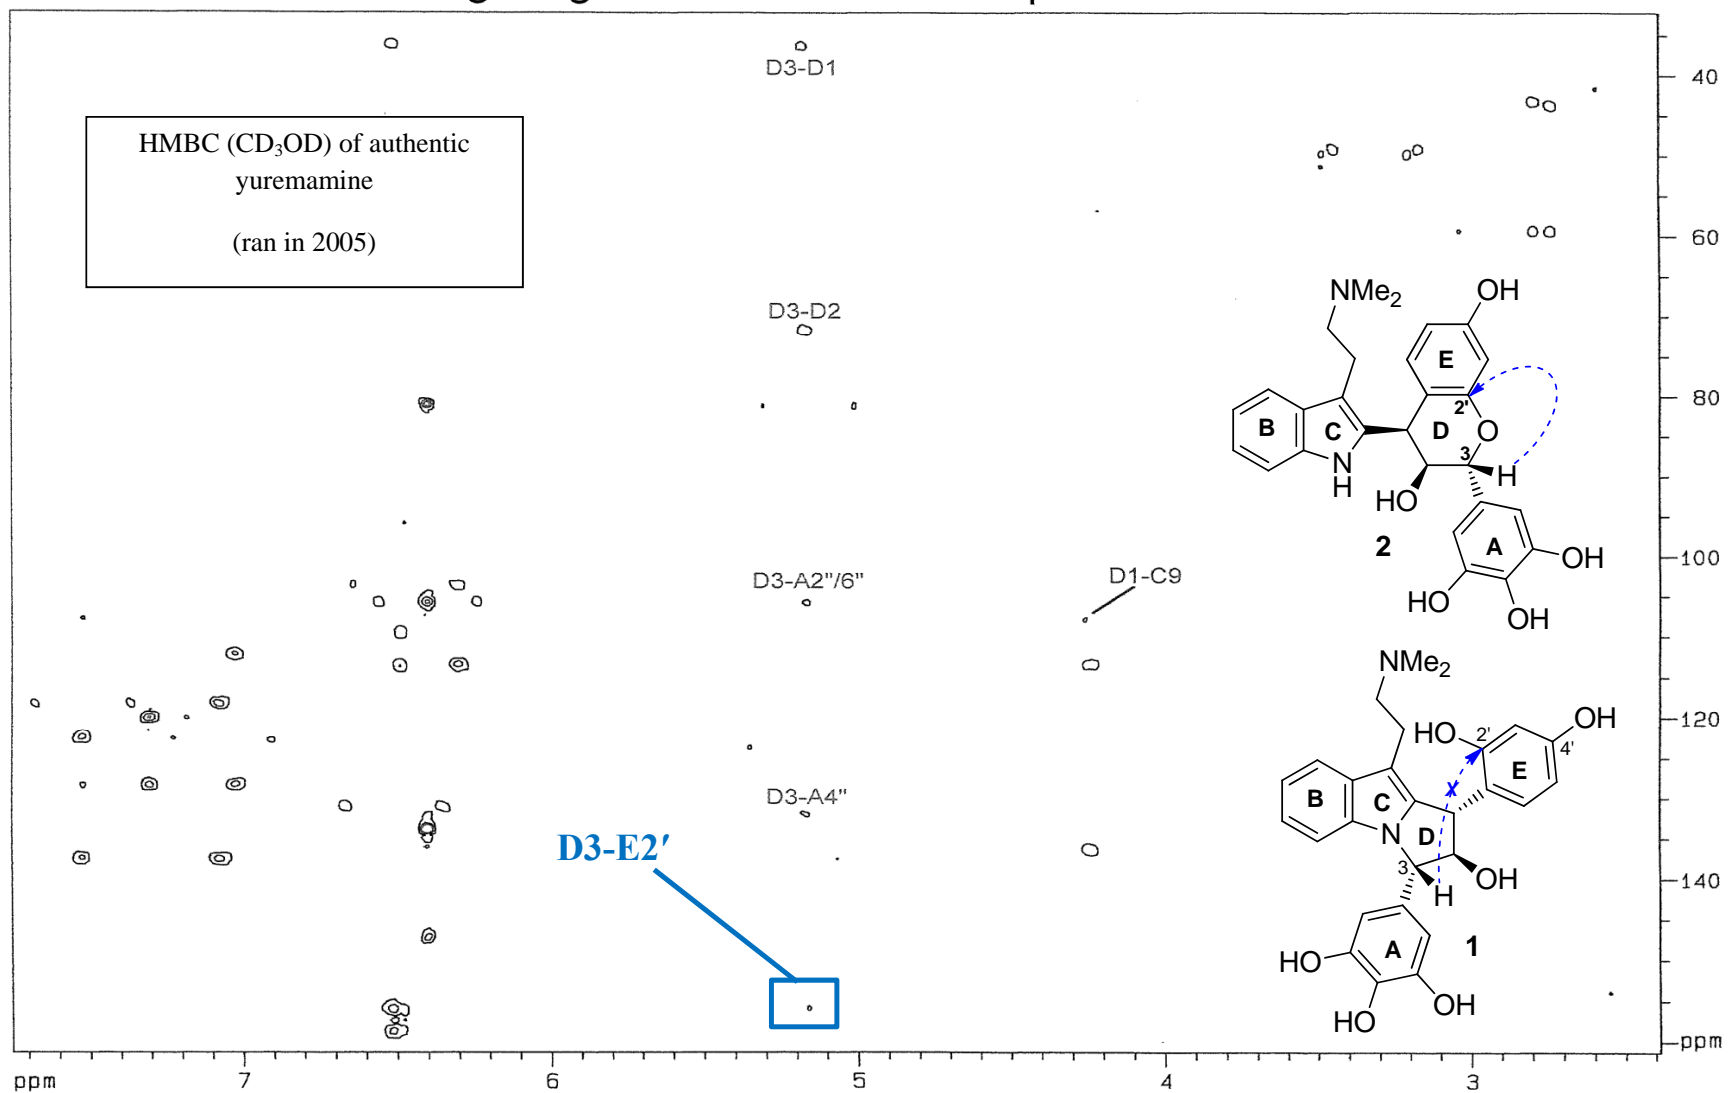 HMBC (CD₃OD) of authentic
yuremamine
(ran in 2005)
D3-D1
D3-D2
D3-A2″/6″
D1-C9
D3-A4″
D3-E2′
40
60
80
100
120
140
ppm
ppm
7
6
5
4
3
NMe₂
OH
E
2'
B
C
D
O
3
H
N
H
HO
2
A
OH
HO
OH
NMe₂
OH
HO
2'
4'
E
B
C
X
N
D
3
H
OH
A
1
HO
OH
HO